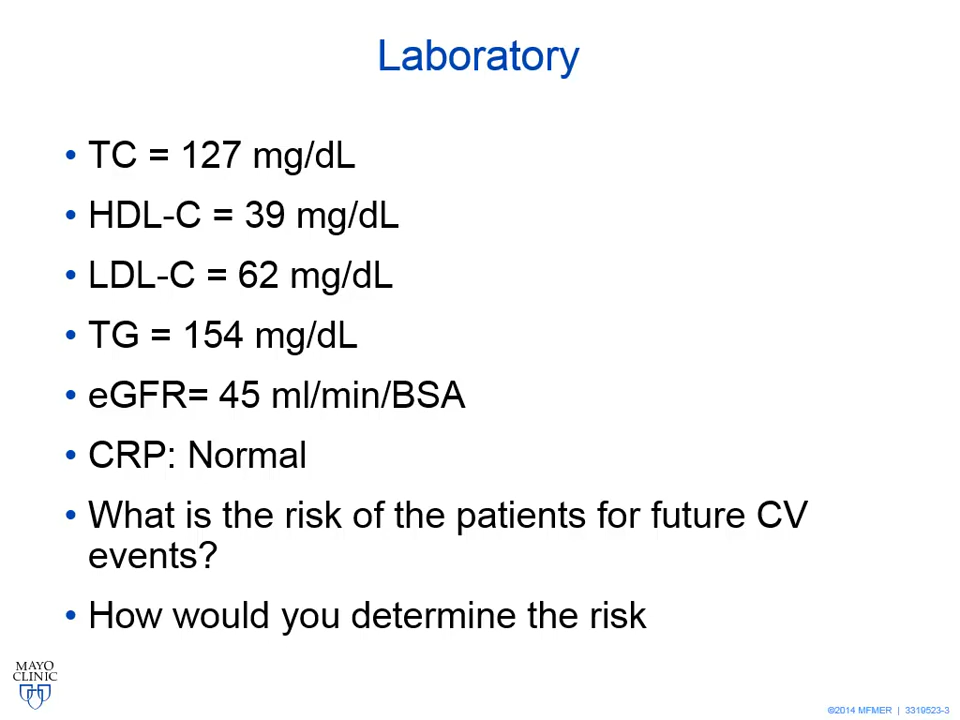 Laboratory
• TC = 127 mg/dL
• HDL-C = 39 mg/dL
• LDL-C = 62 mg/dL
• TG = 154 mg/dL
• eGFR= 45 ml/min/BSA
• CRP: Normal
• What is the risk of the patients for future CV
events?
• How would you determine the risk
MAYO
CLINIC
©2014 MFMER | 3319523-3